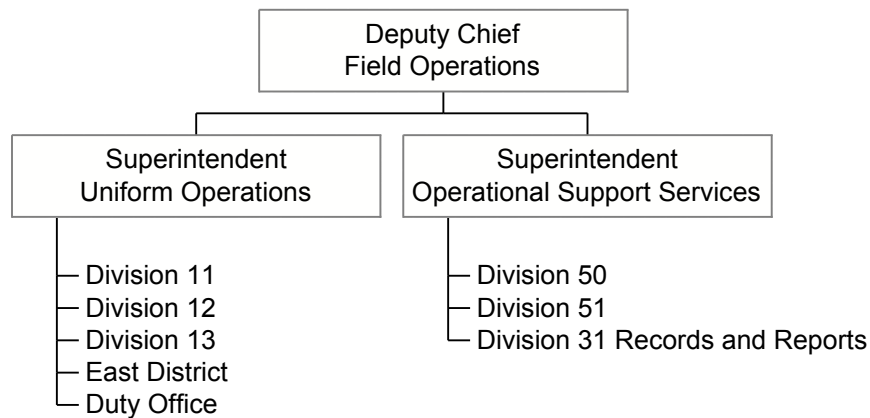 Deputy Chief
Field Operations
Superintendent
Uniform Operations
Superintendent
Operational Support Services
Division 11
Division 12
Division 13
East District
Duty Office
Division 50
Division 51
Division 31 Records and Reports